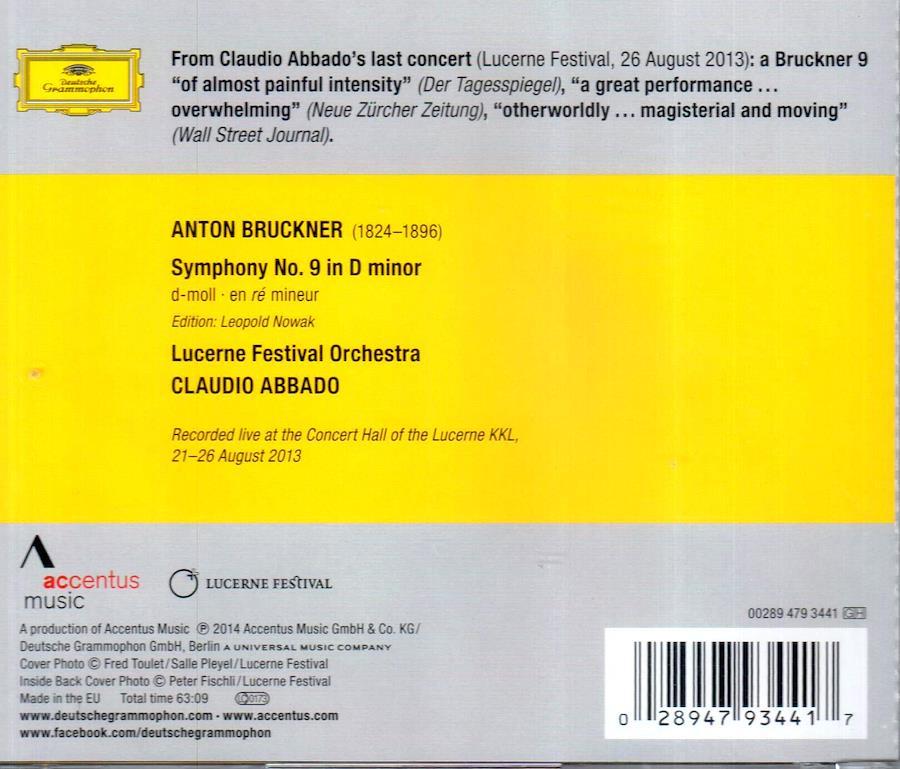 Deutsche
Grammophon
From Claudio Abbado's last concert (Lucerne Festival, 26 August 2013): a Bruckner 9
“of almost painful intensity” (Der Tagesspiegel), “a great performance …
overwhelming” (Neue Zürcher Zeitung), “otherworldly … magisterial and moving”
(Wall Street Journal).
ANTON BRUCKNER (1824–1896)
Symphony No. 9 in D minor
d-moll · en ré mineur
Edition: Leopold Nowak
Lucerne Festival Orchestra
CLAUDIO ABBADO
Recorded live at the Concert Hall of the Lucerne KKL,
21–26 August 2013
accentus
music
LUCERNE FESTIVAL
A production of Accentus Music ℗ 2014 Accentus Music GmbH & Co. KG/
Deutsche Grammophon GmbH, Berlin A UNIVERSAL MUSIC COMPANY
Cover Photo © Fred Toulet/Salle Pleyel/Lucerne Festival
Inside Back Cover Photo © Peter Fischli/Lucerne Festival
Made in the EU Total time 63:09 LC0173
www.deutschegrammophon.com · www.accentus.com
www.facebook.com/deutschegrammophon
00289 479 3441 GH
0 28947 93441 7